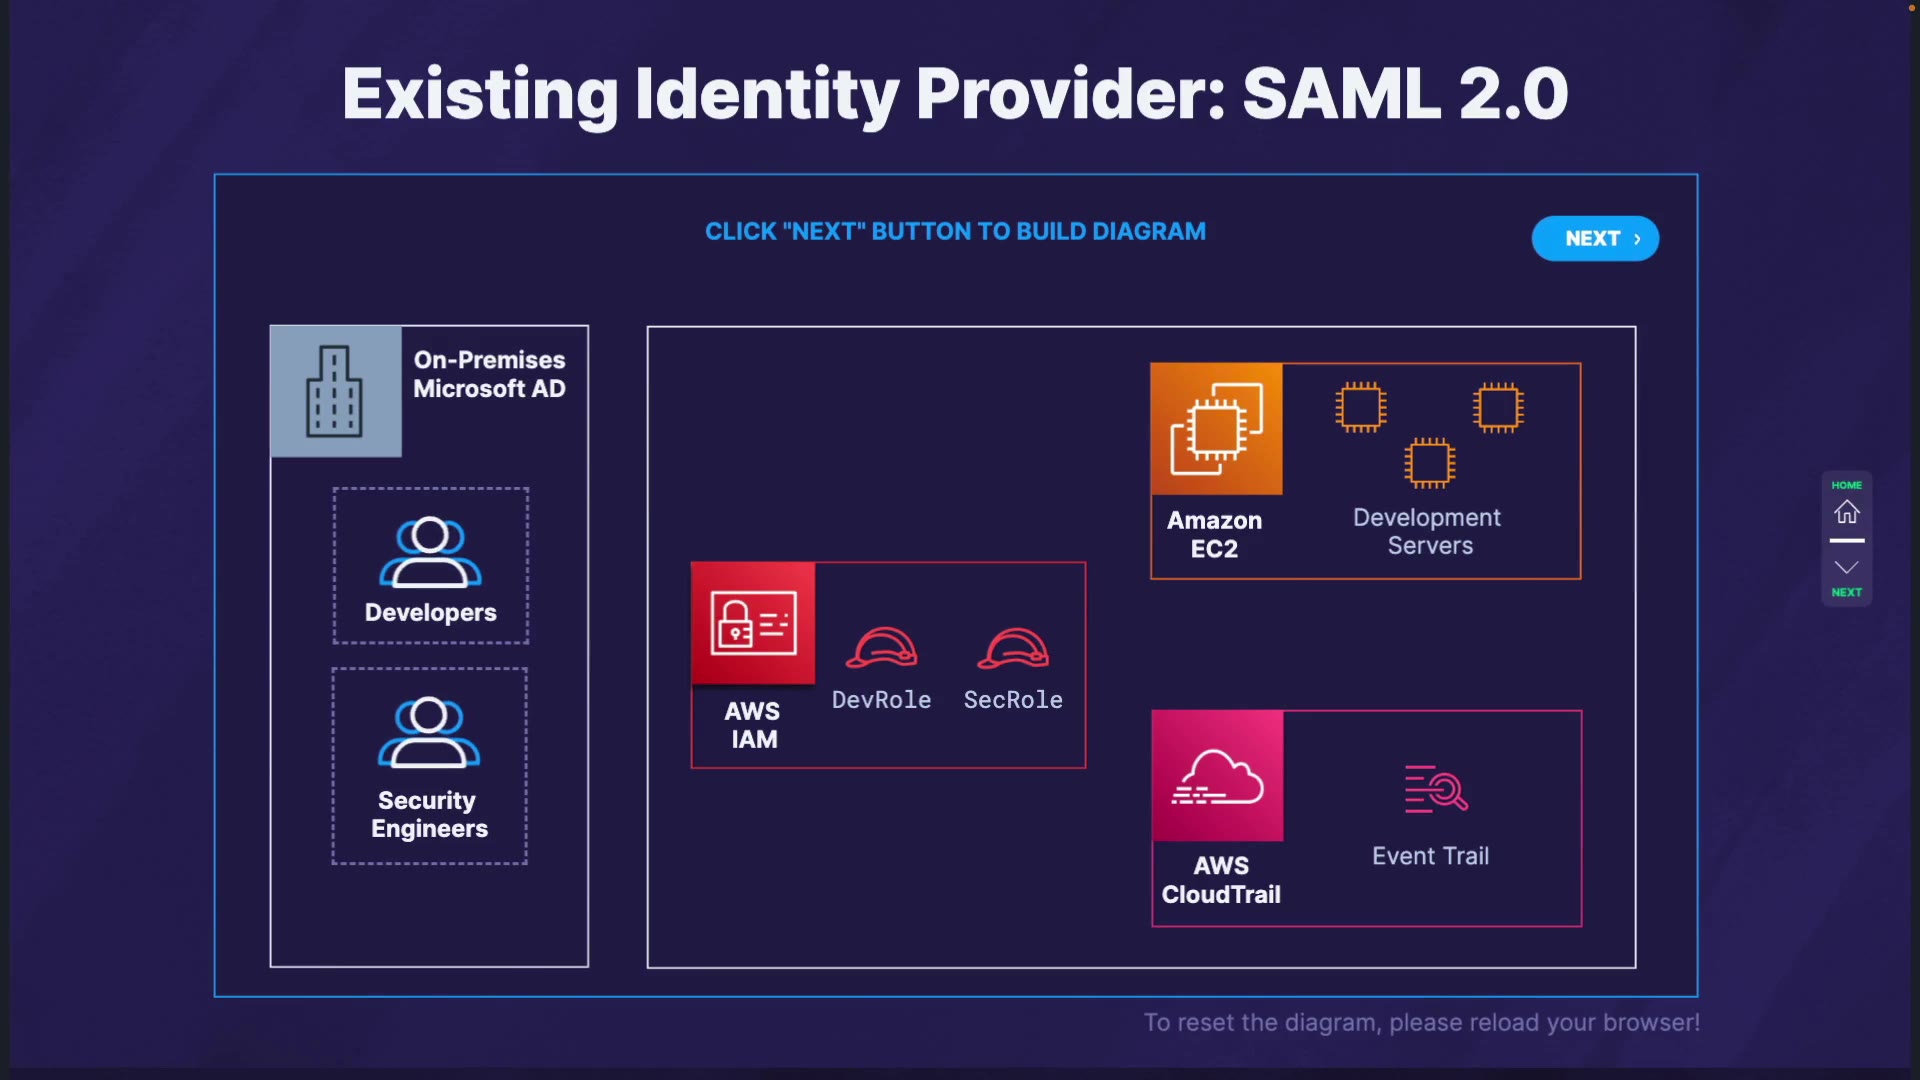 Existing Identity Provider: SAML 2.0
CLICK "NEXT" BUTTON TO BUILD DIAGRAM
NEXT ›
On-Premises
Microsoft AD
Developers
Security
Engineers
AWS
IAM
DevRole
SecRole
Amazon
EC2
Development
Servers
AWS
CloudTrail
Event Trail
HOME
NEXT
To reset the diagram, please reload your browser!